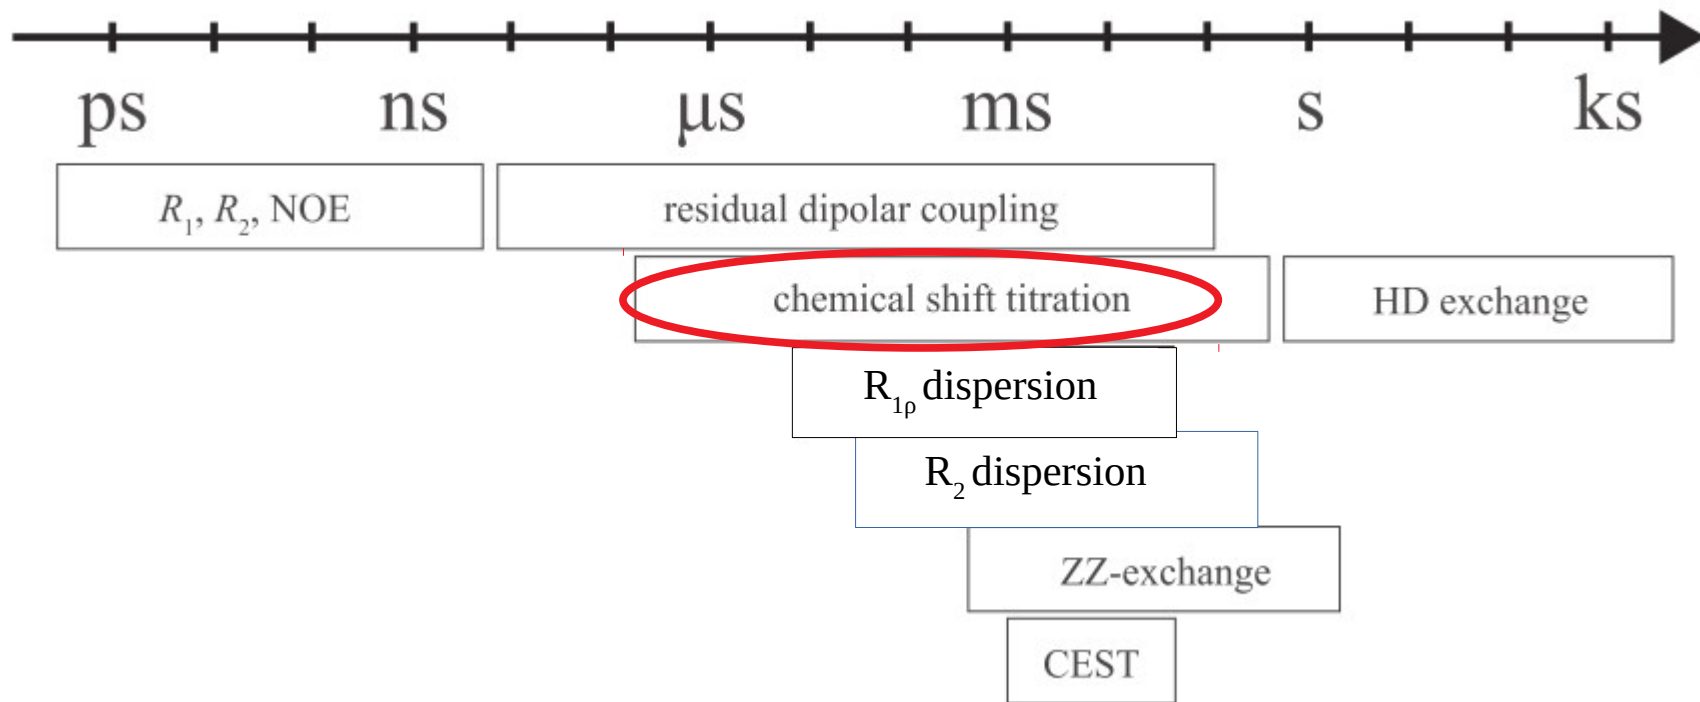 ps ns μs ms s ks
R1, R2, NOE residual dipolar coupling
chemical shift titration HD exchange
R1ρ dispersion
R2 dispersion
ZZ-exchange
CEST